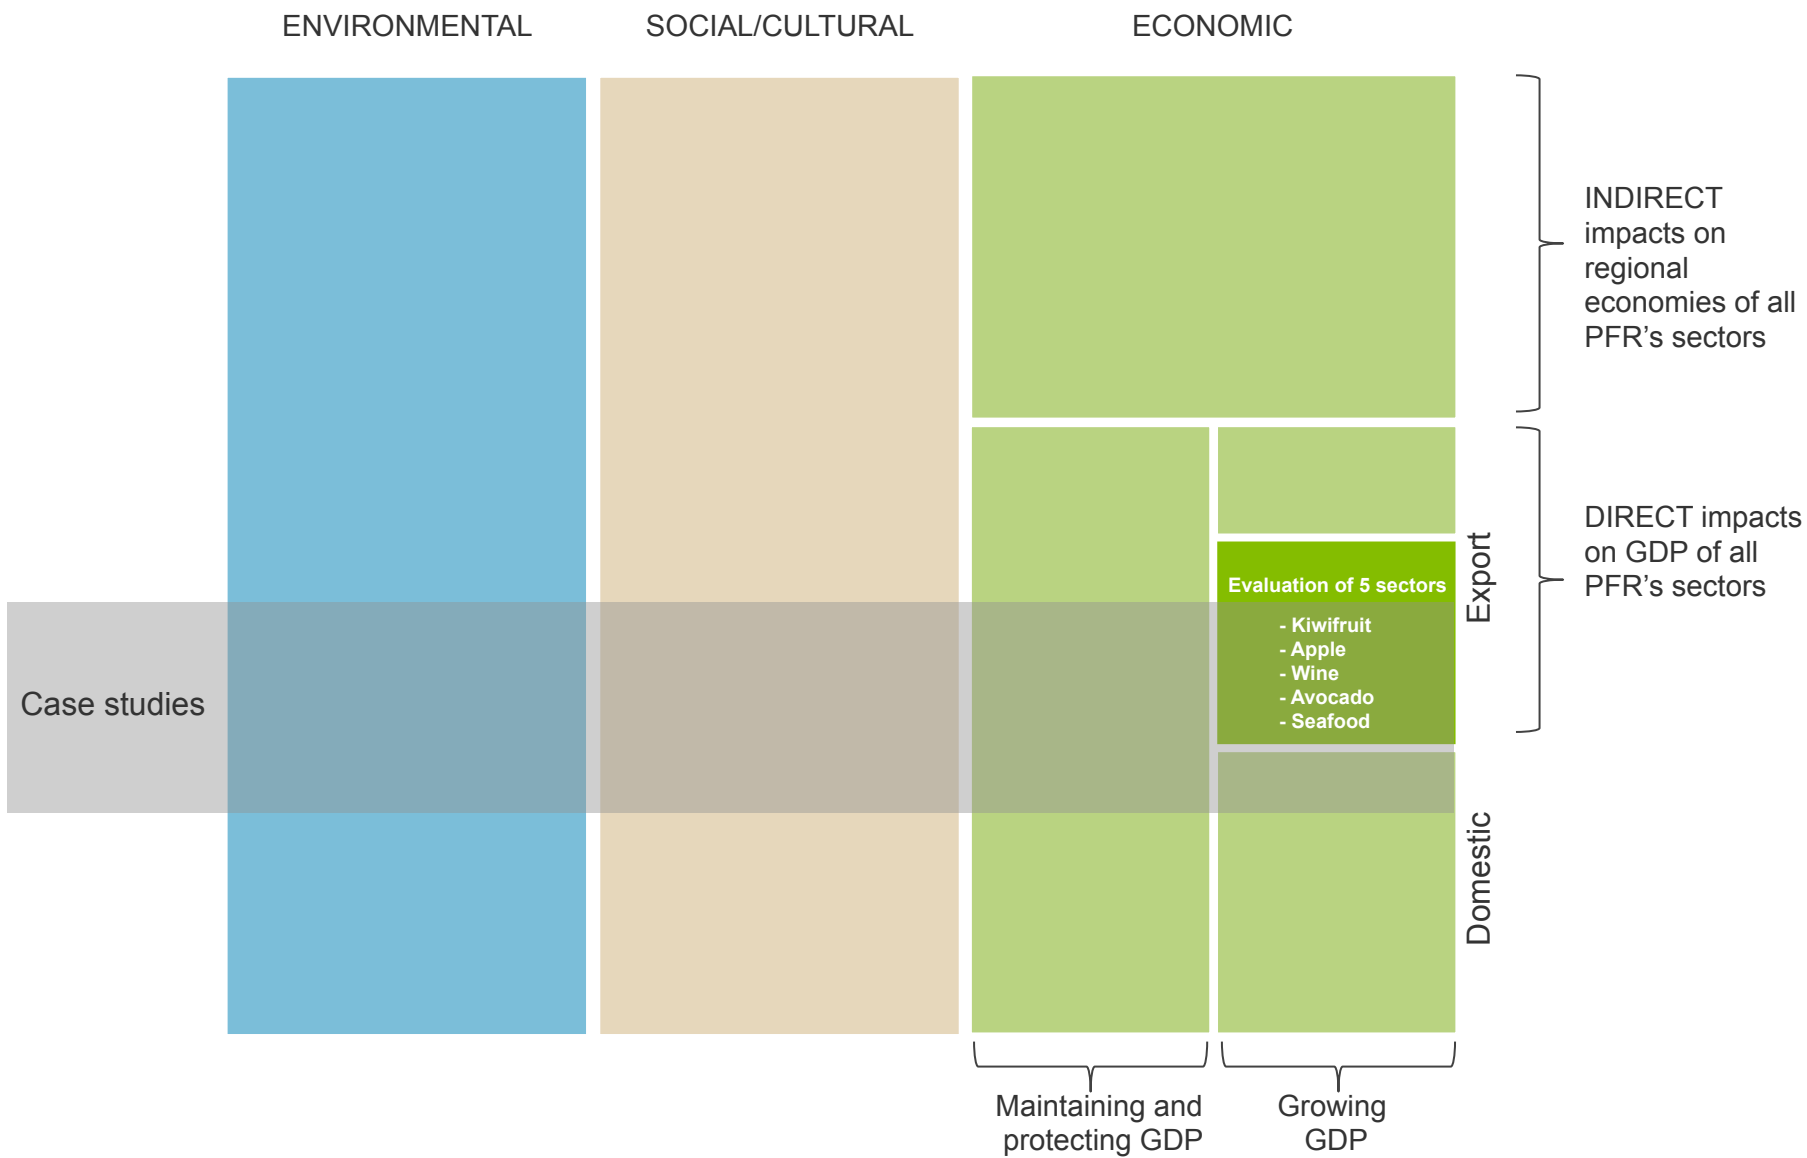 ENVIRONMENTAL
SOCIAL/CULTURAL
ECONOMIC
INDIRECT
impacts on
regional
economies of all
PFR’s sectors
DIRECT impacts
on GDP of all
PFR’s sectors
Export
Evaluation of 5 sectors
- Kiwifruit
- Apple
- Wine
- Avocado
- Seafood
Case studies
Domestic
Maintaining and
protecting GDP
Growing
GDP